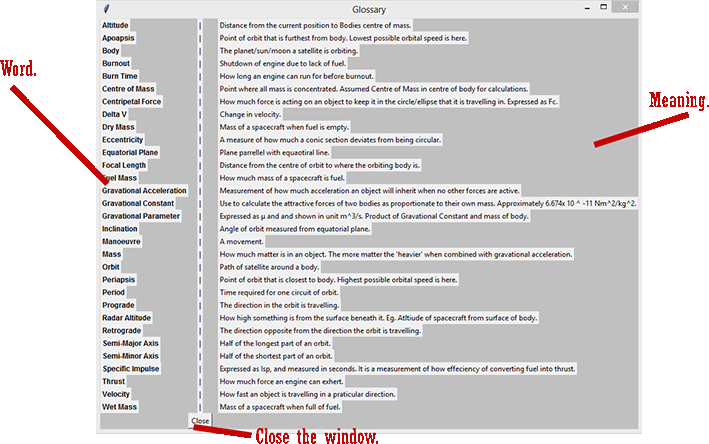 Glossary
Altitude | Distance from the current position to Bodies centre of mass.
Apoapsis | Point of orbit that is furthest from body. Lowest possible orbital speed is here.
Body | The planet/sun/moon a satellite is orbiting.
Burnout | Shutdown of engine due to lack of fuel.
Burn Time | How long an engine can run for before burnout.
Centre of Mass | Point where all mass is concentrated. Assumed Centre of Mass in centre of body for calculations.
Centripetal Force | How much force is acting on an object to keep it in the circle/ellipse that it is travelling in. Expressed as Fc.
Delta V | Change in velocity.
Dry Mass | Mass of a spacecraft when fuel is empty.
Eccentricity | A measure of how much a conic section deviates from being circular.
Equatorial Plane | Plane parrellel with equaotiral line.
Focal Length | Distance from the centre of orbit to where the orbiting body is.
Fuel Mass | How much mass of a spacecraft is fuel.
Gravational Acceleration | Measurement of how much acceleration an object will inherit when no other forces are active.
Gravational Constant | Use to calculate the attractive forces of two bodies as proportionate to their own mass. Approximately 6.674x 10 ^ -11 Nm^2/kg^2.
Gravational Parameter | Expressed as μ and and shown in unit m^3/s. Product of Gravational Constant and mass of body.
Inclination | Angle of orbit measured from equatorial plane.
Manoeuvre | A movement.
Mass | How much matter is in an object. The more matter the 'heavier' when combined with gravational acceleration.
Orbit | Path of satellite around a body.
Periapsis | Point of orbit that is closest to body. Highest possible orbital speed is here.
Period | Time required for one circuit of orbit.
Prograde | The direction in the orbit is travelling.
Radar Altitude | How high something is from the surface beneath it. Eg. Atltiude of spacecraft from surface of body.
Retrograde | The direction opposite from the direction the orbit is travelling.
Semi-Major Axis | Half of the longest part of an orbit.
Semi-Minor Axis | Half of the shortest part of an orbit.
Specific Impulse | Expressed as Isp, and measured in seconds. It is a measurement of how effeciency of converting fuel into thrust.
Thrust | How much force an engine can exhert.
Velocity | How fast an object is travelling in a praticular direction.
Wet Mass | Mass of a spacecraft when full of fuel.
Close
Word.
Meaning.
Close the window.